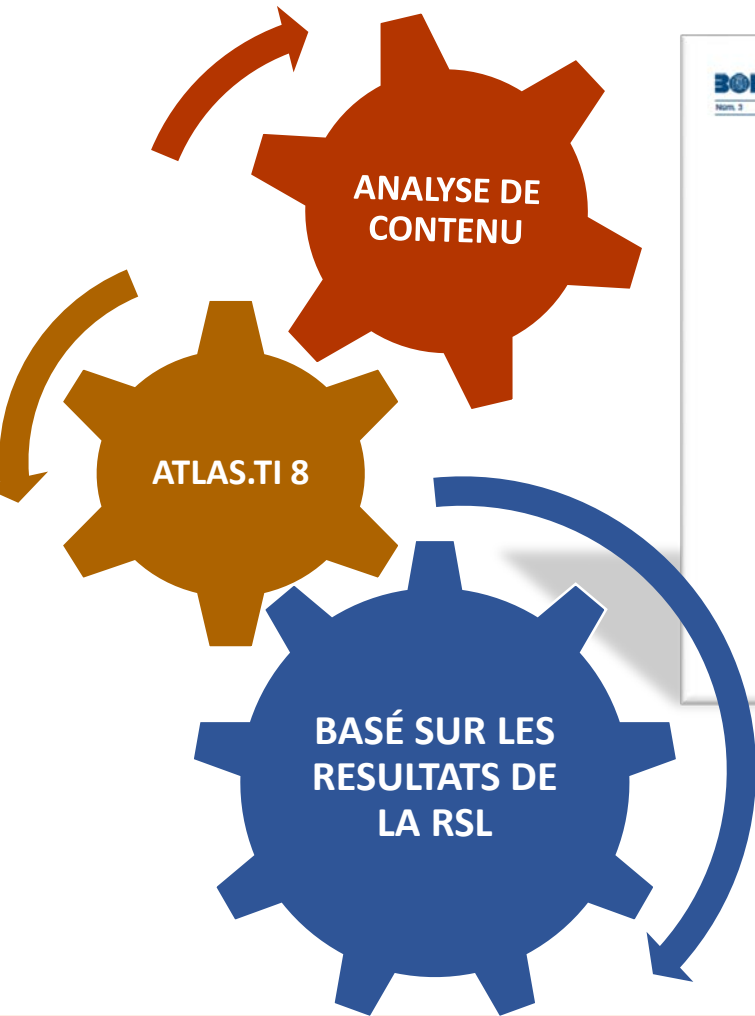 Núm. 3
ANALYSE DE
CONTENU
ATLAS.TI 8
BASÉ SUR LES
RESULTATS DE
LA RSL